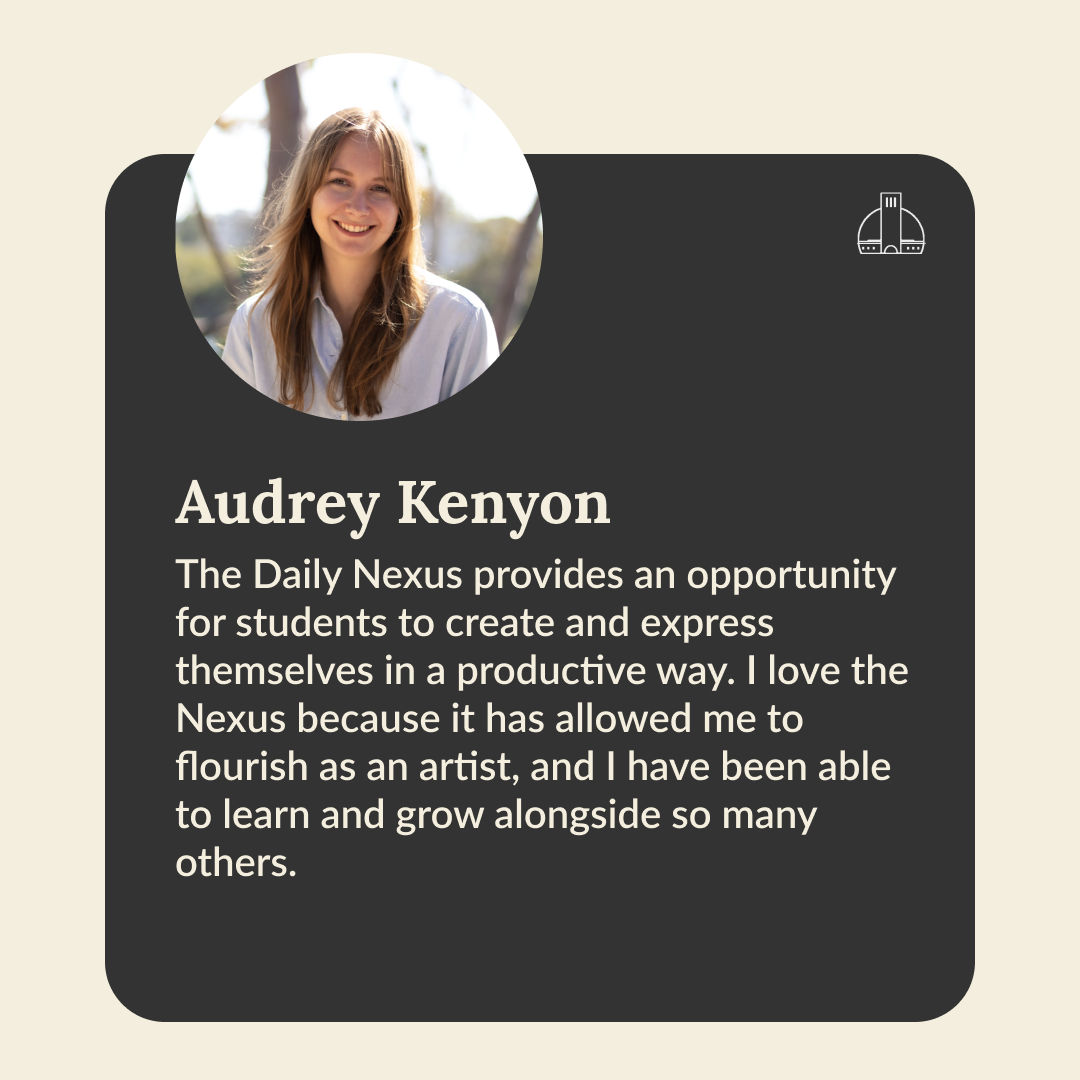 Audrey Kenyon
The Daily Nexus provides an opportunity
for students to create and express
themselves in a productive way. I love the
Nexus because it has allowed me to
flourish as an artist, and I have been able
to learn and grow alongside so many
others.